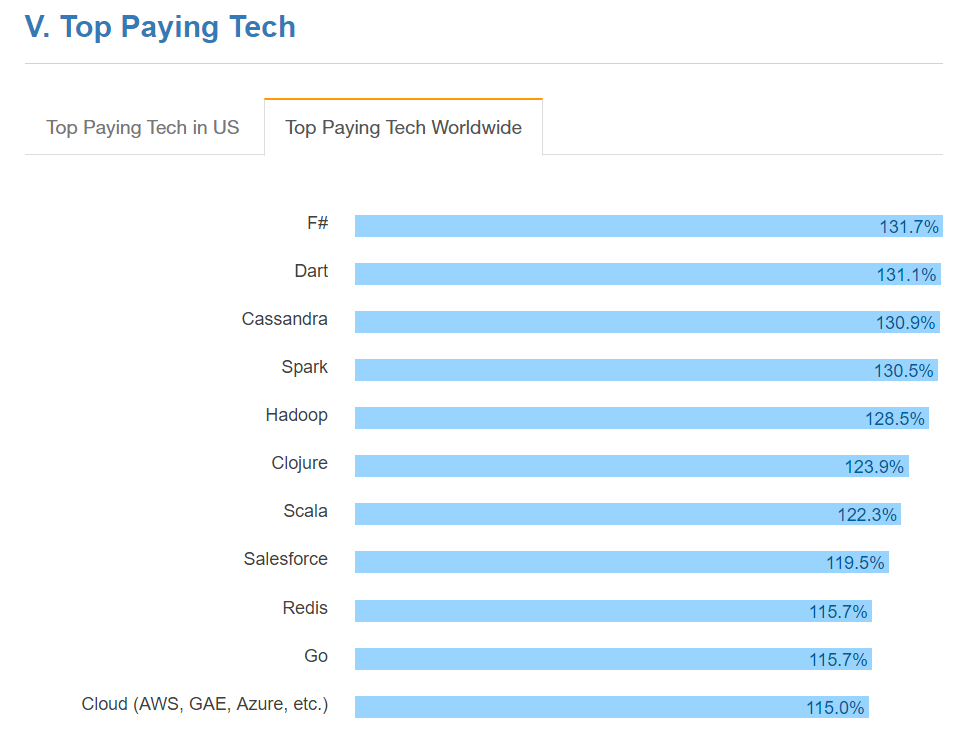 V. Top Paying Tech
Top Paying Tech in US
Top Paying Tech Worldwide
F# 131.7%
Dart 131.1%
Cassandra 130.9%
Spark 130.5%
Hadoop 128.5%
Clojure 123.9%
Scala 122.3%
Salesforce 119.5%
Redis 115.7%
Go 115.7%
Cloud (AWS, GAE, Azure, etc.) 115.0%